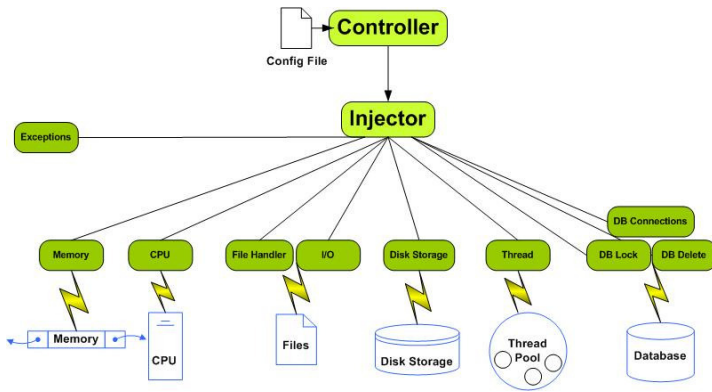 Controller
Config File
Injector
Exceptions
DB Connections
Memory
CPU
File Handler
I/O
Disk Storage
Thread
DB Lock
DB Delete
Memory
CPU
Files
Disk Storage
Thread
Pool
Database